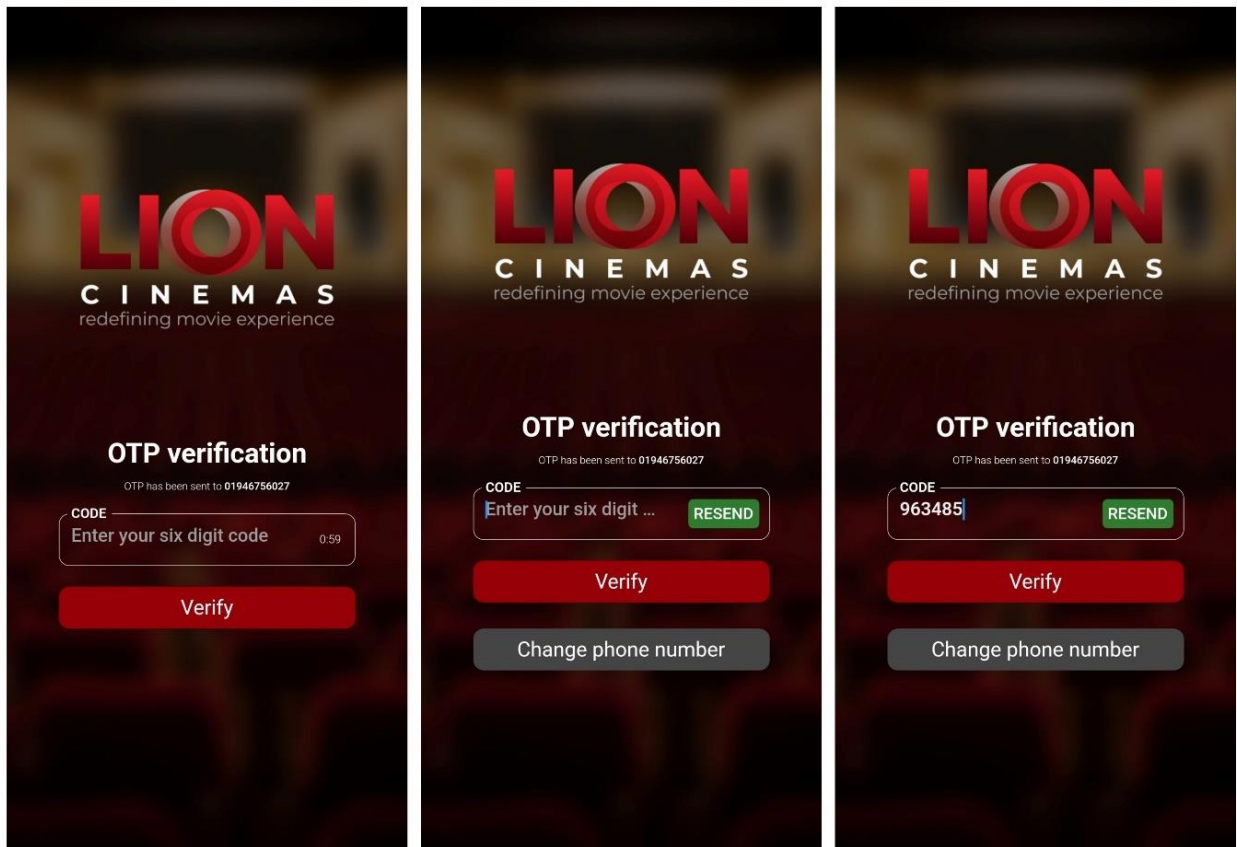 LION
CINEMAS
redefining movie experience
OTP verification
OTP has been sent to 01946756027
CODE
Enter your six digit code 0:59
Verify
LION
CINEMAS
redefining movie experience
OTP verification
OTP has been sent to 01946756027
CODE
Enter your six digit ... RESEND
Verify
Change phone number
LION
CINEMAS
redefining movie experience
OTP verification
OTP has been sent to 01946756027
CODE
963485 RESEND
Verify
Change phone number